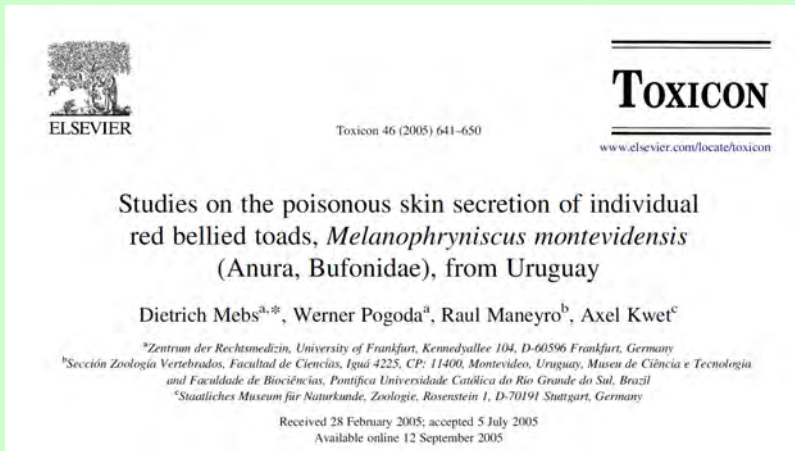 ELSEVIER
Toxicon 46 (2005) 641–650
TOXICON
www.elsevier.com/locate/toxicon
Studies on the poisonous skin secretion of individual
red bellied toads, Melanophryniscus montevidensis
(Anura, Bufonidae), from Uruguay
Dietrich Mebsᵃ,*, Werner Pogodaᵃ, Raul Maneyroᵇ, Axel Kwetᶜ
ᵃZentrum der Rechtsmedizin, University of Frankfurt, Kennedyallee 104, D-60596 Frankfurt, Germany
ᵇSección Zoología Vertebrados, Facultad de Ciencias, Iguá 4225, CP: 11400, Montevideo, Uruguay, Museu de Ciência e Tecnologia
and Faculdade de Biociências, Pontifica Universidade Católica do Rio Grande do Sul, Brazil
ᶜStaatliches Museum für Naturkunde, Zoologie, Rosenstein 1, D-70191 Stuttgart, Germany
Received 28 February 2005; accepted 5 July 2005
Available online 12 September 2005